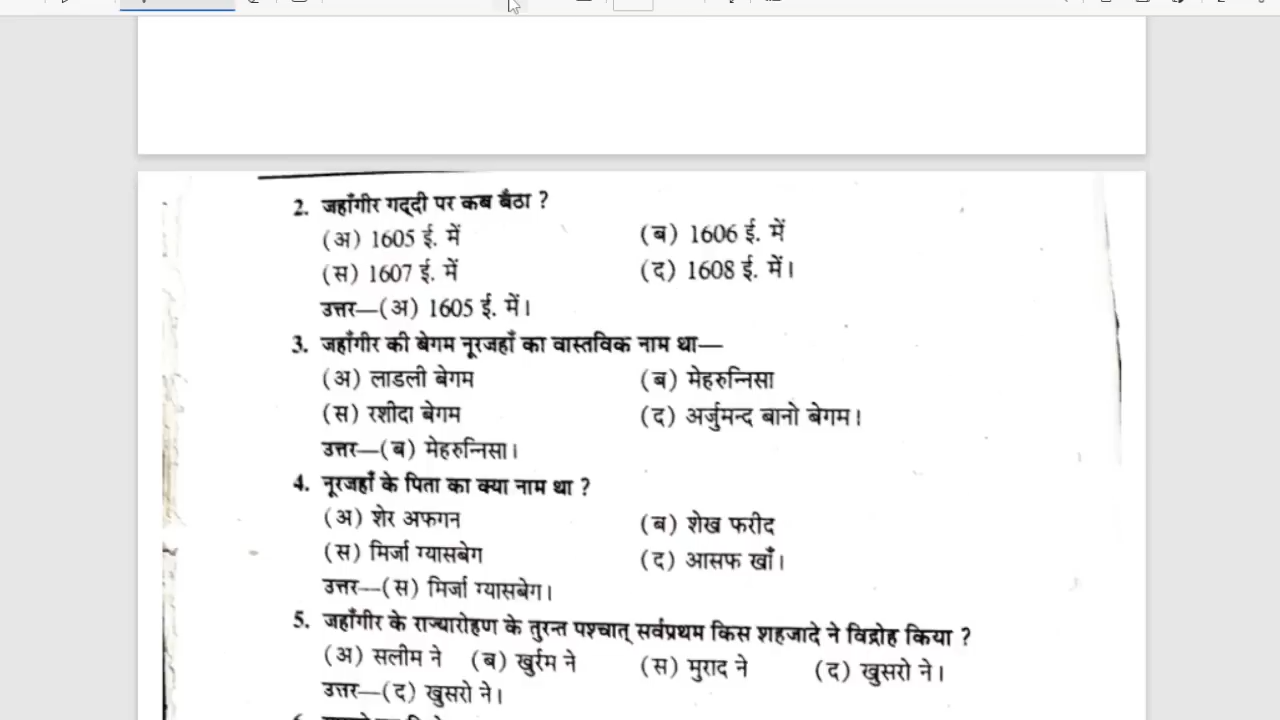 2. जहाँगीर गद्दी पर कब बैठा ?
(अ) 1605 ई. में (ब) 1606 ई. में
(स) 1607 ई. में (द) 1608 ई. में।
उत्तर—(अ) 1605 ई. में।
3. जहाँगीर की बेगम नूरजहाँ का वास्तविक नाम था—
(अ) लाडली बेगम (ब) मेहरुन्निसा
(स) रशीदा बेगम (द) अर्जुमन्द बानो बेगम।
उत्तर—(ब) मेहरुन्निसा।
4. नूरजहाँ के पिता का क्या नाम था ?
(अ) शेर अफगन (ब) शेख फरीद
(स) मिर्जा ग्यासबेग (द) आसफ खाँ।
उत्तर—(स) मिर्जा ग्यासबेग।
5. जहाँगीर के राज्यारोहण के तुरन्त पश्चात् सर्वप्रथम किस शहजादे ने विद्रोह किया ?
(अ) सलीम ने (ब) खुर्रम ने (स) मुराद ने (द) खुसरो ने।
उत्तर—(द) खुसरो ने।